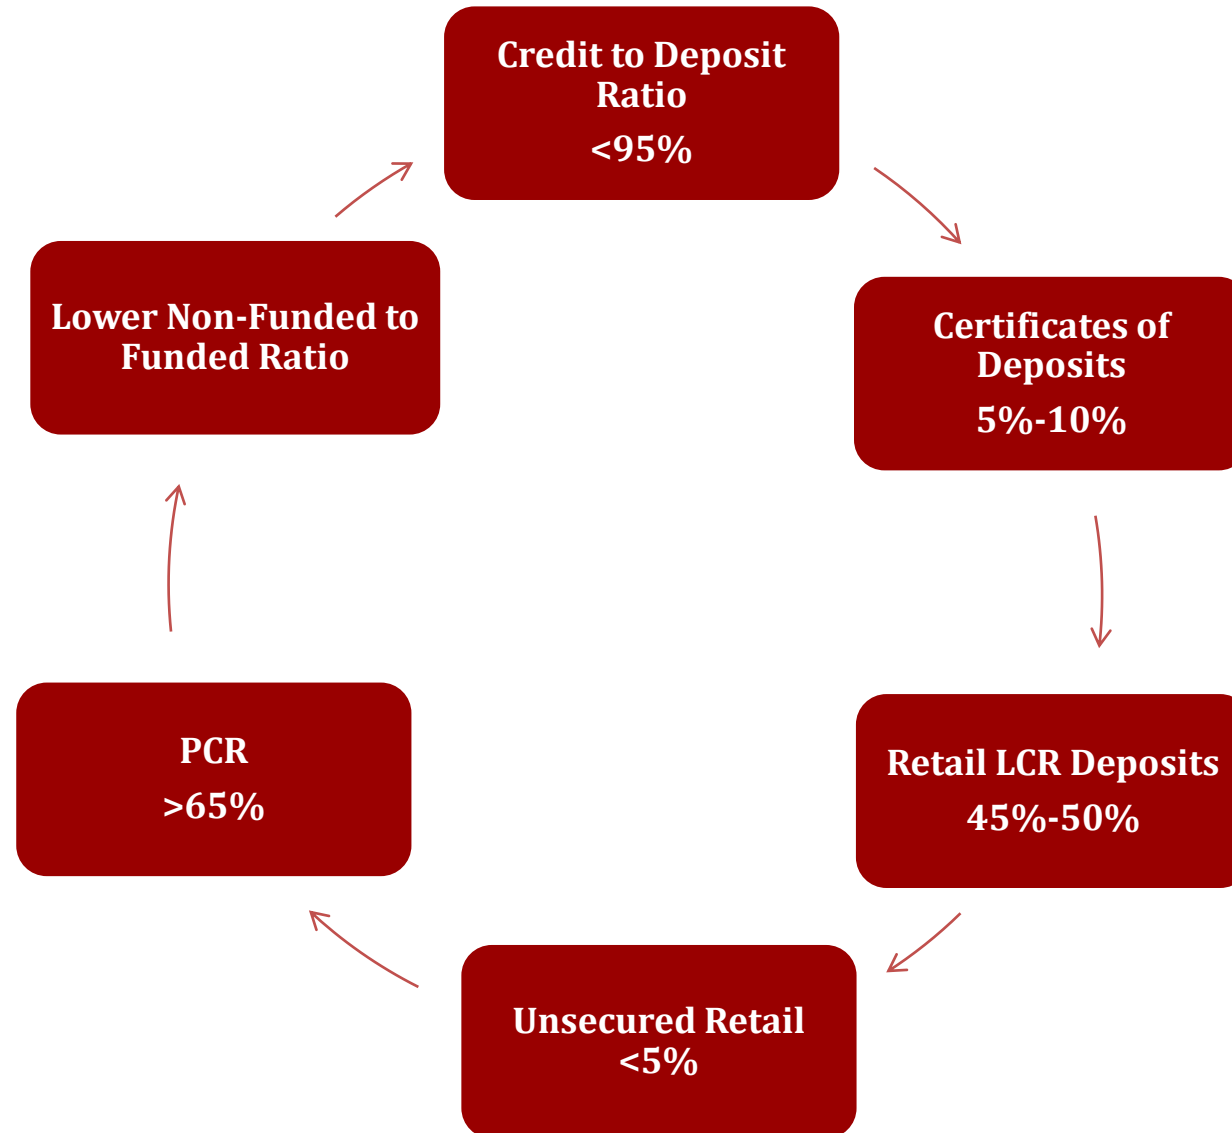 Credit to Deposit
Ratio
<95%
Certificates of
Deposits
5%-10%
Retail LCR Deposits
45%-50%
Unsecured Retail
<5%
PCR
>65%
Lower Non-Funded to
Funded Ratio